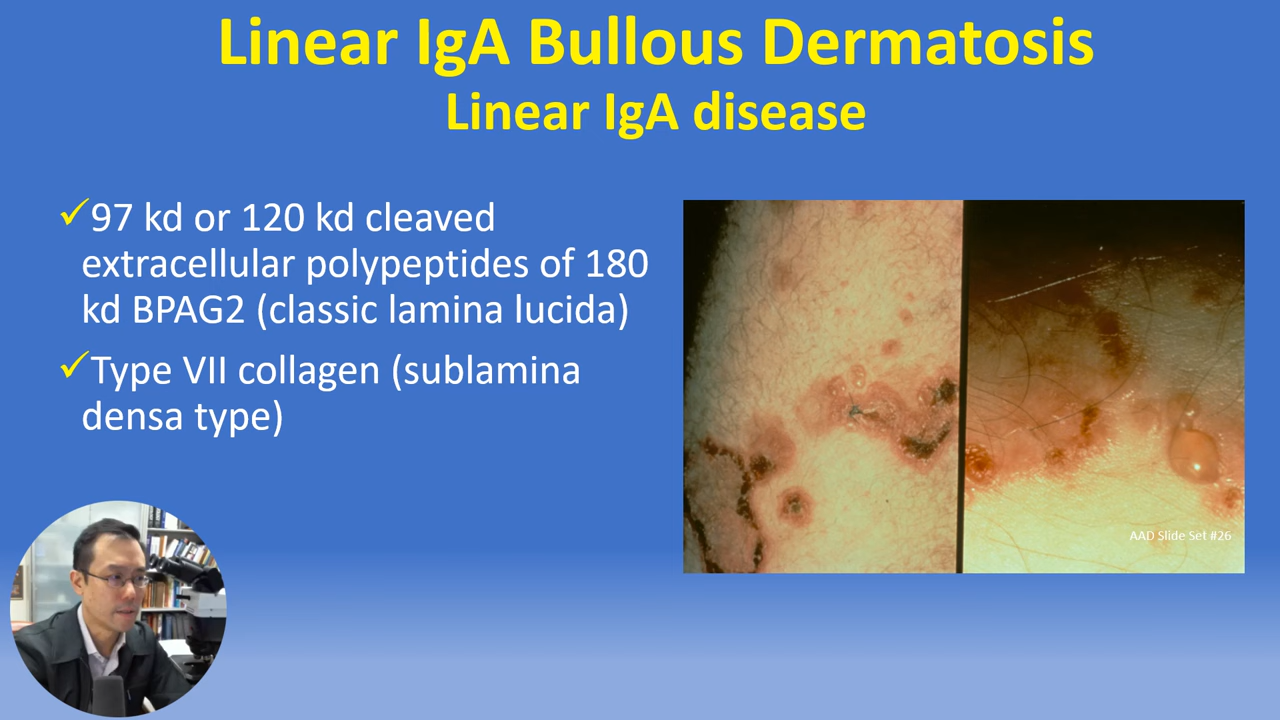 Linear IgA Bullous Dermatosis
Linear IgA disease
✓97 kd or 120 kd cleaved
extracellular polypeptides of 180
kd BPAG2 (classic lamina lucida)
✓Type VII collagen (sublamina
densa type)
AAD Slide Set #26